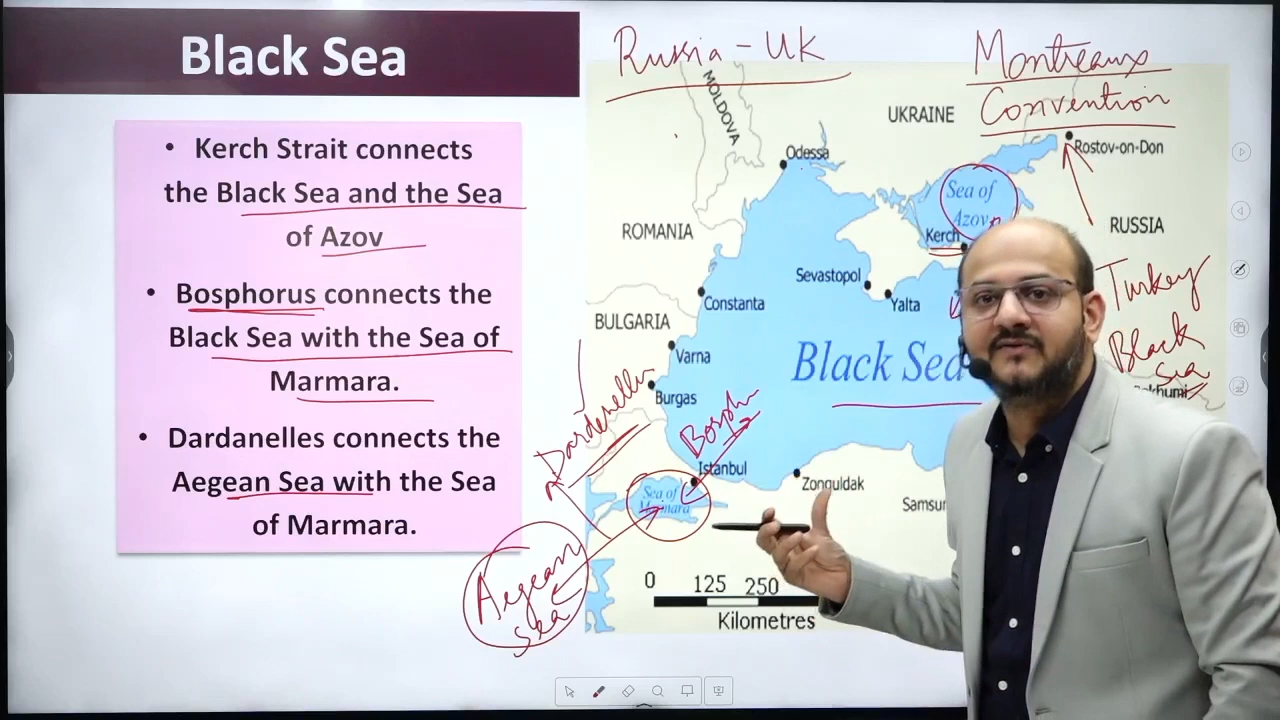 Black Sea
• Kerch Strait connects
the Black Sea and the Sea
of Azov
• Bosphorus connects the
Black Sea with the Sea of
Marmara.
• Dardanelles connects the
Aegean Sea with the Sea
of Marmara.
Russia - UK
Montreaux
Convention
MOLDOVA
UKRAINE
Odessa
Rostov-on-Don
Sea of
Azov
Kerch
RUSSIA
ROMANIA
Sevastopol
Yalta
Constanta
BULGARIA
Varna
Burgas
Black Sea
Turkey
Black
Sea
Dardanelles
Bosph
Istanbul
Sea of
Marmara
Zonguldak
Samsu
Aegean
Sea
0 125 250
Kilometres